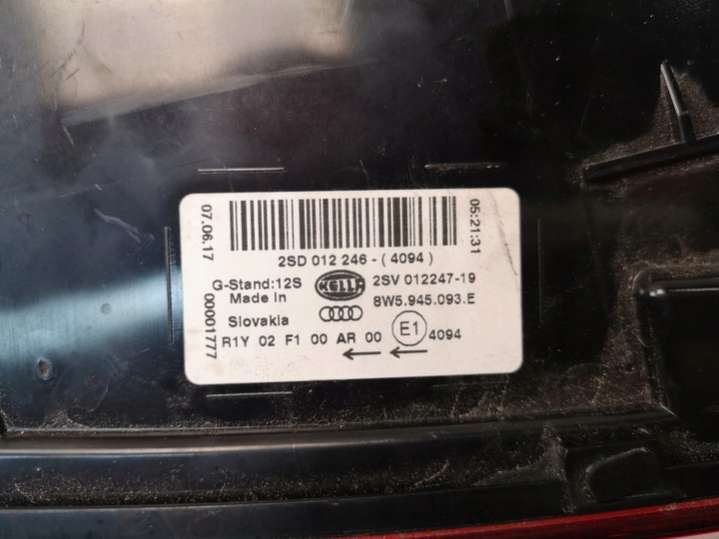 07.06.17
00001777
05:21:31
2SD 012 246-(4094)
G-Stand:12S
HELLA
2SV 012247-19
Made in
8W5.945.093.E
Slovakia
R1Y 02 F1 00 AR 00
E1
4094